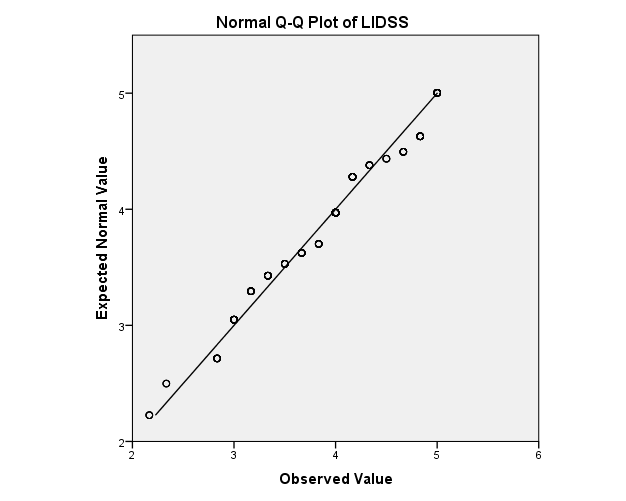 Normal Q-Q Plot of LIDSS
Expected Normal Value
5
4
3
2
2 3 4 5 6
Observed Value